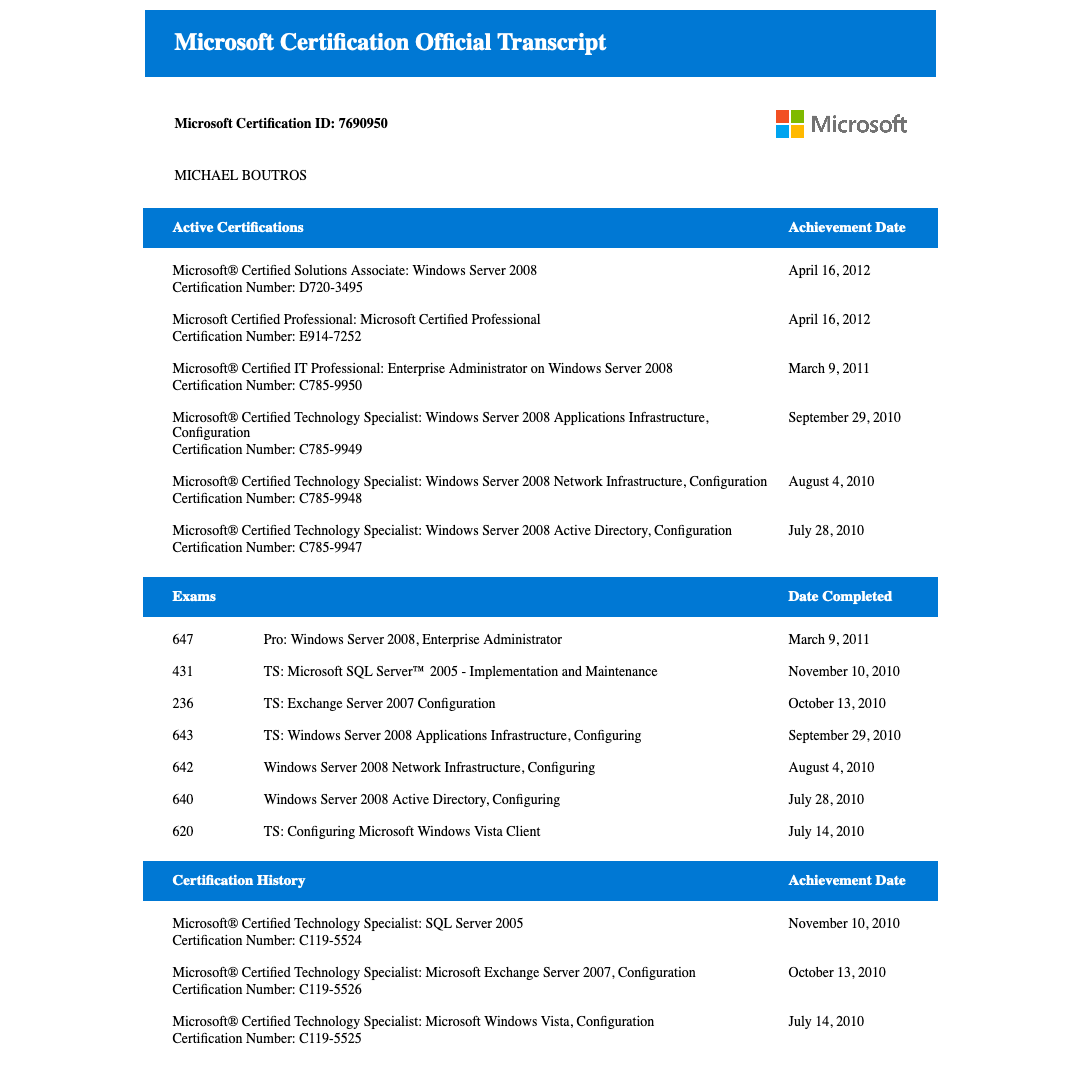 Microsoft Certification Official Transcript
Microsoft Certification ID: 7690950
Microsoft
MICHAEL BOUTROS
Active Certifications Achievement Date
Microsoft® Certified Solutions Associate: Windows Server 2008 April 16, 2012
Certification Number: D720-3495
Microsoft Certified Professional: Microsoft Certified Professional April 16, 2012
Certification Number: E914-7252
Microsoft® Certified IT Professional: Enterprise Administrator on Windows Server 2008 March 9, 2011
Certification Number: C785-9950
Microsoft® Certified Technology Specialist: Windows Server 2008 Applications Infrastructure, September 29, 2010
Configuration
Certification Number: C785-9949
Microsoft® Certified Technology Specialist: Windows Server 2008 Network Infrastructure, Configuration August 4, 2010
Certification Number: C785-9948
Microsoft® Certified Technology Specialist: Windows Server 2008 Active Directory, Configuration July 28, 2010
Certification Number: C785-9947
Exams Date Completed
647 Pro: Windows Server 2008, Enterprise Administrator March 9, 2011
431 TS: Microsoft SQL Server™ 2005 - Implementation and Maintenance November 10, 2010
236 TS: Exchange Server 2007 Configuration October 13, 2010
643 TS: Windows Server 2008 Applications Infrastructure, Configuring September 29, 2010
642 Windows Server 2008 Network Infrastructure, Configuring August 4, 2010
640 Windows Server 2008 Active Directory, Configuring July 28, 2010
620 TS: Configuring Microsoft Windows Vista Client July 14, 2010
Certification History Achievement Date
Microsoft® Certified Technology Specialist: SQL Server 2005 November 10, 2010
Certification Number: C119-5524
Microsoft® Certified Technology Specialist: Microsoft Exchange Server 2007, Configuration October 13, 2010
Certification Number: C119-5526
Microsoft® Certified Technology Specialist: Microsoft Windows Vista, Configuration July 14, 2010
Certification Number: C119-5525